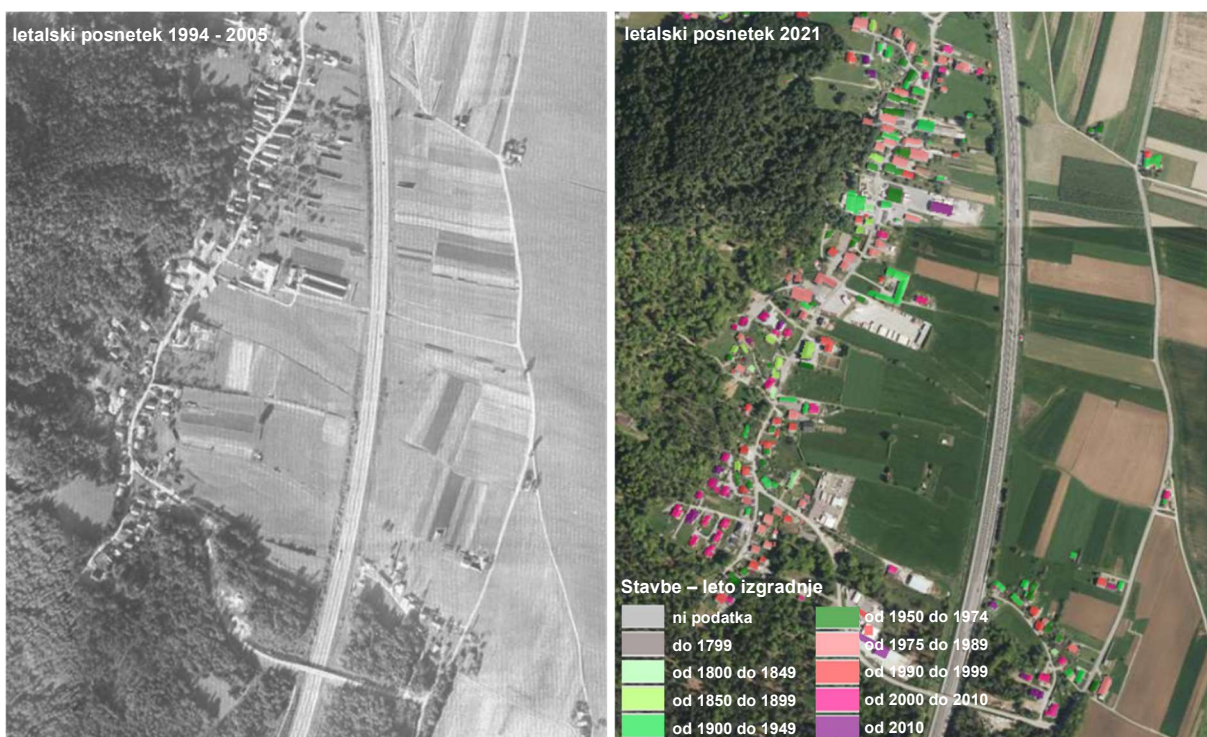 letalski posnetek 1994 - 2005
letalski posnetek 2021
Stavbe – leto izgradnje
ni podatka
do 1799
od 1800 do 1849
od 1850 do 1899
od 1900 do 1949
od 1950 do 1974
od 1975 do 1989
od 1990 do 1999
od 2000 do 2010
od 2010